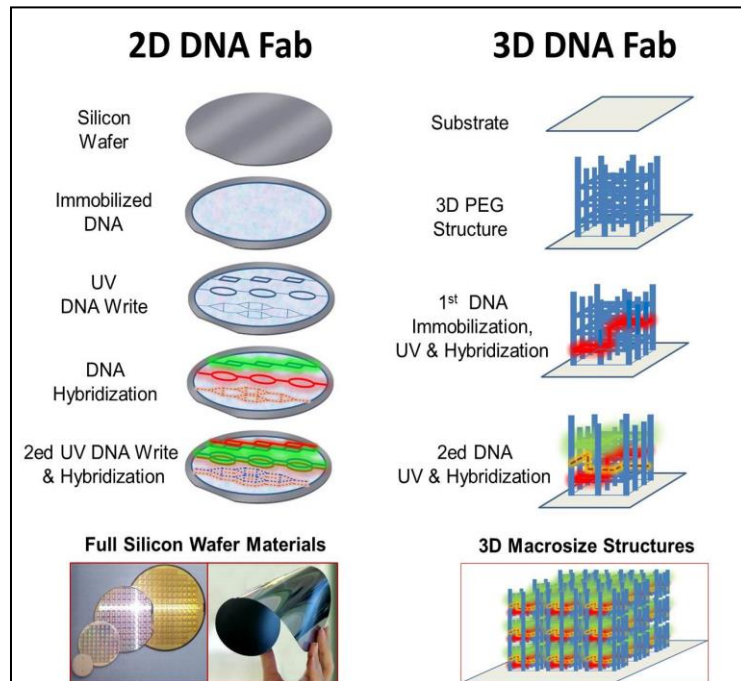 2D DNA Fab
Silicon
Wafer
Immobilized
DNA
UV
DNA Write
DNA
Hybridization
2ed UV DNA Write
& Hybridization
Full Silicon Wafer Materials
3D DNA Fab
Substrate
3D PEG
Structure
1st DNA
Immobilization,
UV & Hybridization
2ed DNA
UV & Hybridization
3D Macrosize Structures